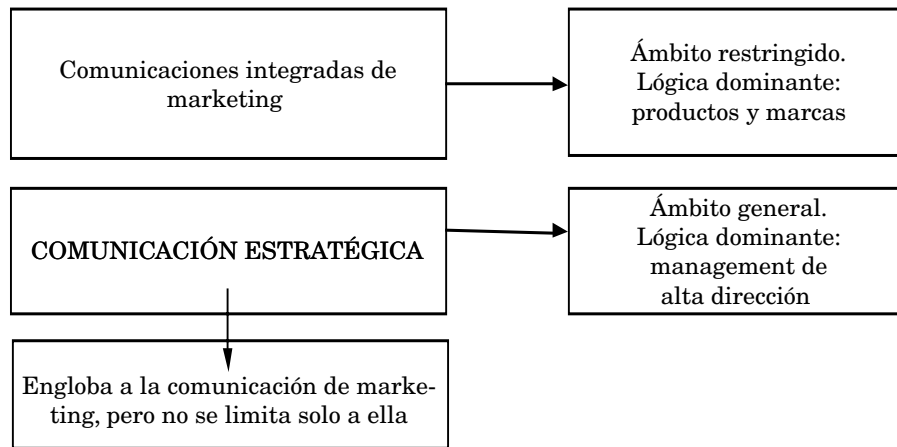 Comunicaciones integradas de
marketing
Ámbito restringido.
Lógica dominante:
productos y marcas
COMUNICACIÓN ESTRATÉGICA
Ámbito general.
Lógica dominante:
management de
alta dirección
Engloba a la comunicación de marke-
ting, pero no se limita solo a ella